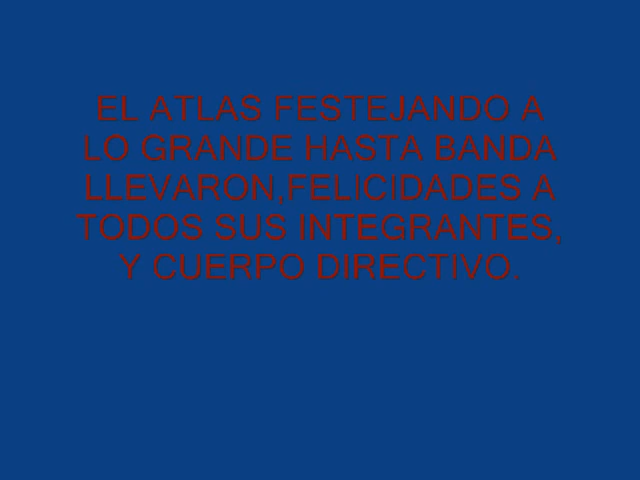 EL ATLAS FESTEJANDO A
LO GRANDE HASTA BANDA
LLEVARON,FELICIDADES A
TODOS SUS INTEGRANTES,
Y CUERPO DIRECTIVO.